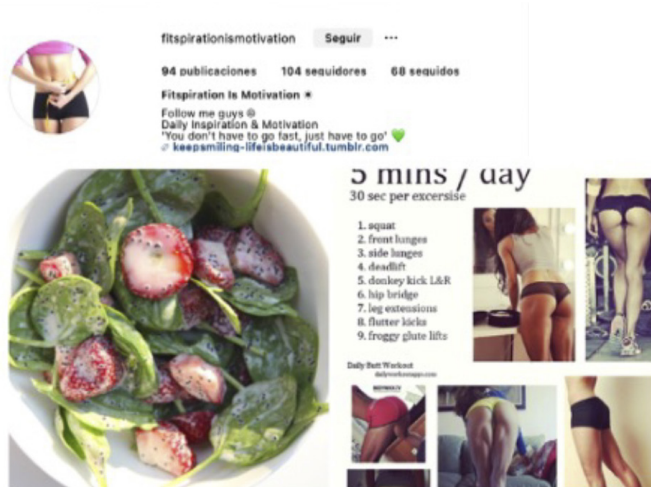 fitspirationismotivation Seguir ...
94 publicaciones 104 seguidores 68 seguidos
Fitspiration Is Motivation ☀
Follow me guys ☺
Daily Inspiration & Motivation
"You don't have to go fast, just have to go" 💚
keepsmiling-lifeisbeautiful.tumblr.com
5 mins / day
30 sec per excersise
1. squat
2. front lunges
3. side lunges
4. deadlift
5. donkey kick L&R
6. hip bridge
7. leg extensions
8. flutter kicks
9. froggy glute lifts
Daily Butt Workout
dailyworkoutapps.com